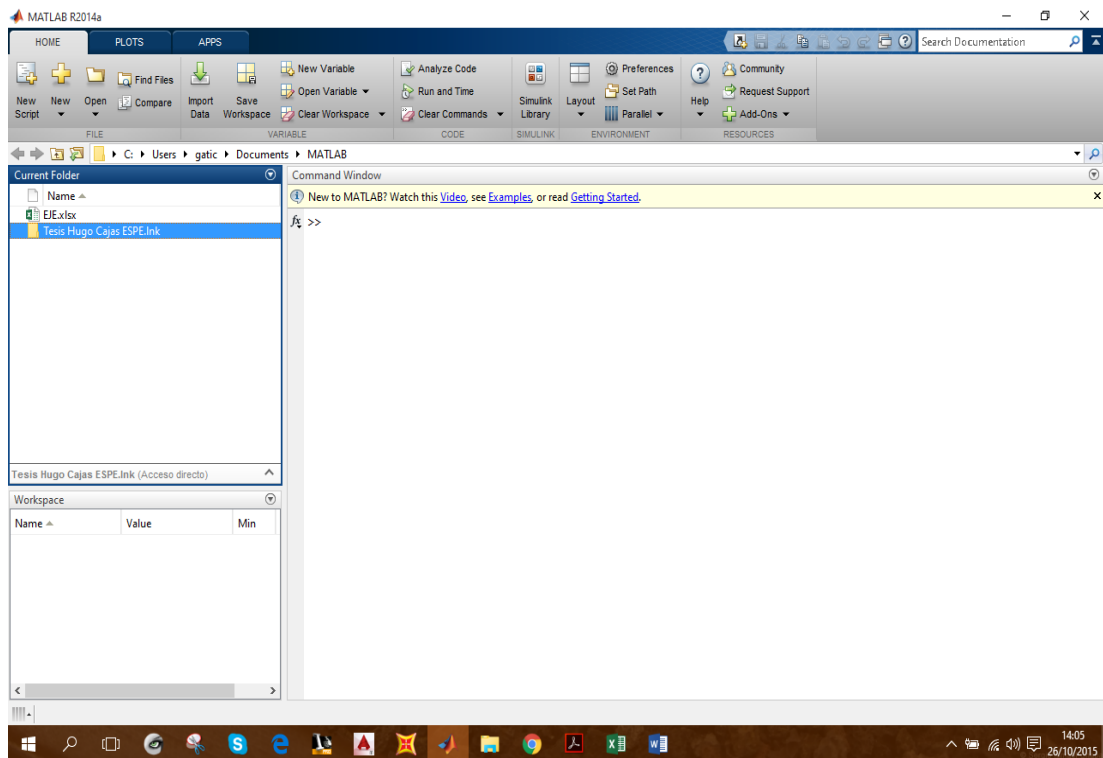 MATLAB R2014a
HOME PLOTS APPS
Search Documentation
New Script
New
Open
Find Files
Compare
Import Data
Save Workspace
New Variable
Open Variable
Clear Workspace
Analyze Code
Run and Time
Clear Commands
Simulink Library
Layout
Preferences
Set Path
Parallel
Help
Community
Request Support
Add-Ons
FILE VARIABLE CODE SIMULINK ENVIRONMENT RESOURCES
C: Users gatic Documents MATLAB
Current Folder
Name
EJE.xlsx
Tesis Hugo Cajas ESPE.lnk
Tesis Hugo Cajas ESPE.lnk (Acceso directo)
Workspace
Name Value Min
Command Window
New to MATLAB? Watch this Video, see Examples, or read Getting Started.
fx >>
14:05
26/10/2015